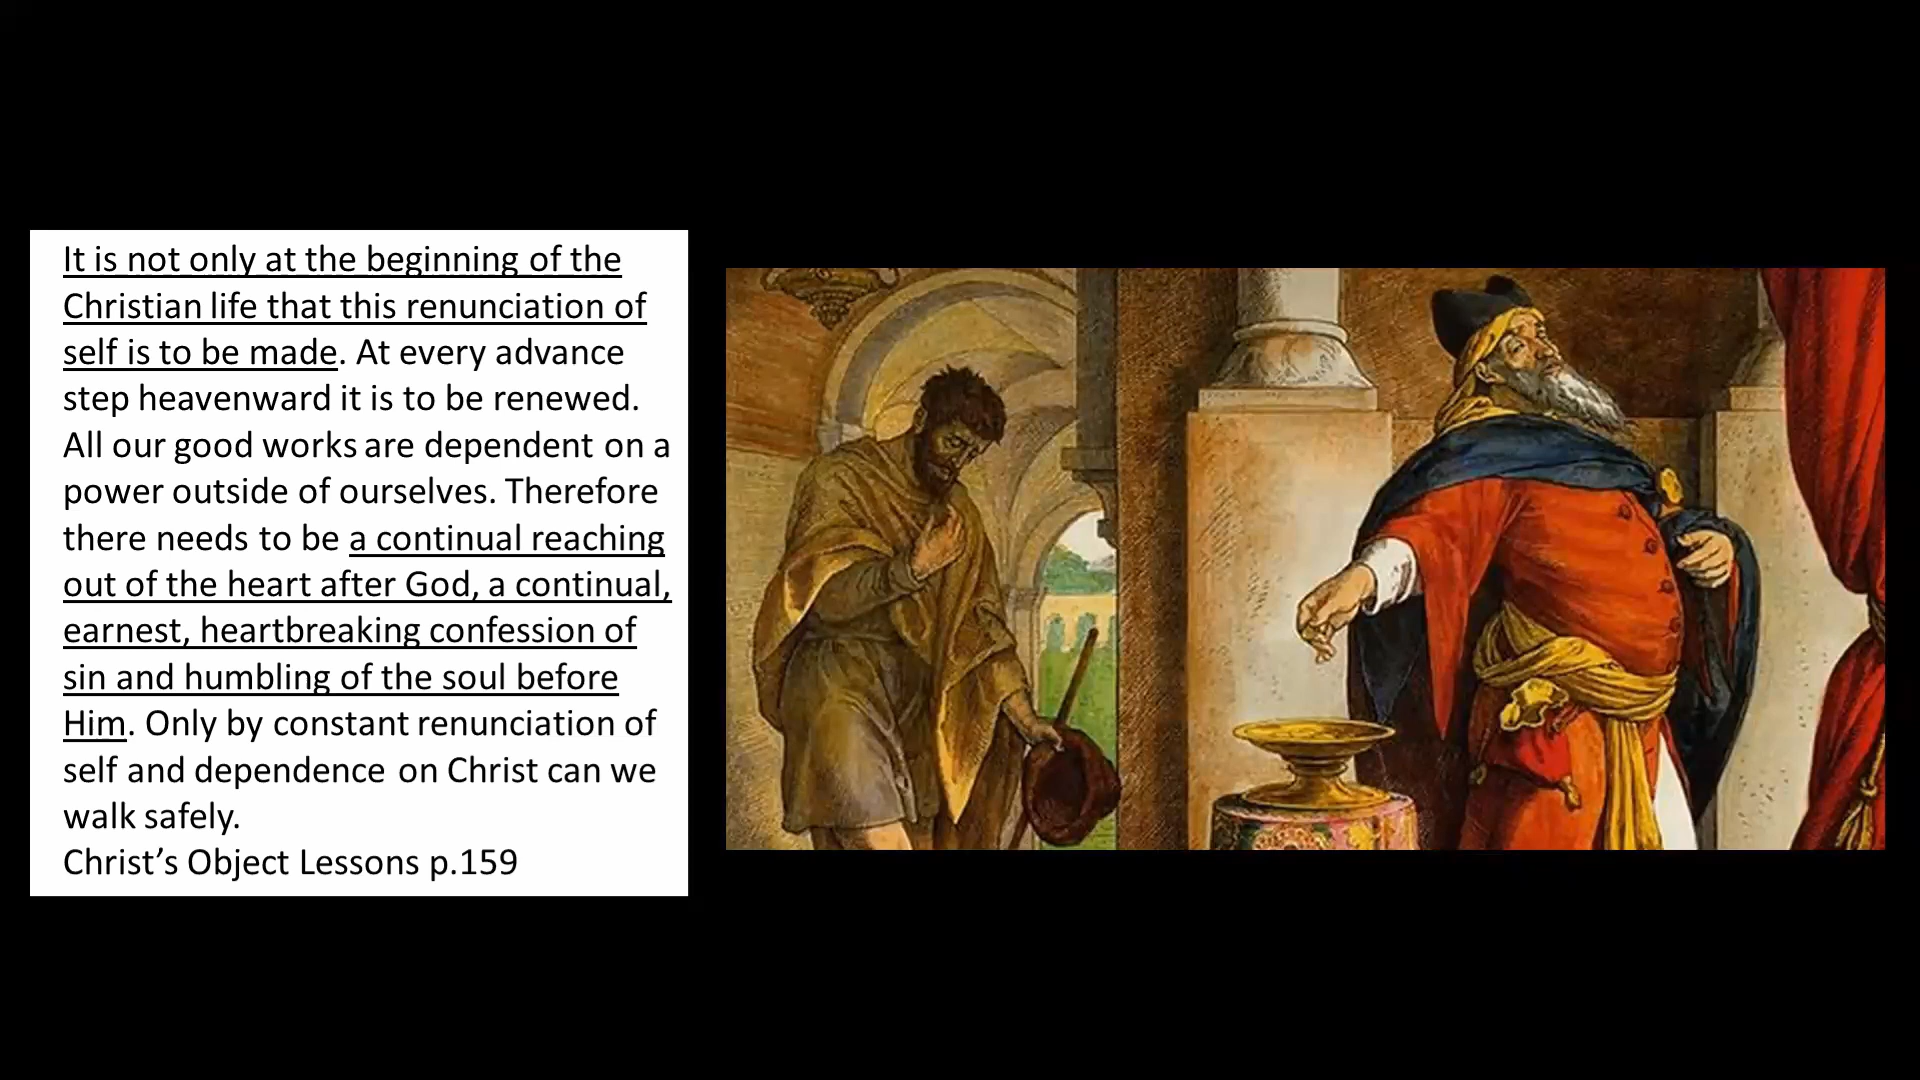 It is not only at the beginning of the
Christian life that this renunciation of
self is to be made. At every advance
step heavenward it is to be renewed.
All our good works are dependent on a
power outside of ourselves. Therefore
there needs to be a continual reaching
out of the heart after God, a continual,
earnest, heartbreaking confession of
sin and humbling of the soul before
Him. Only by constant renunciation of
self and dependence on Christ can we
walk safely.
Christ’s Object Lessons p.159